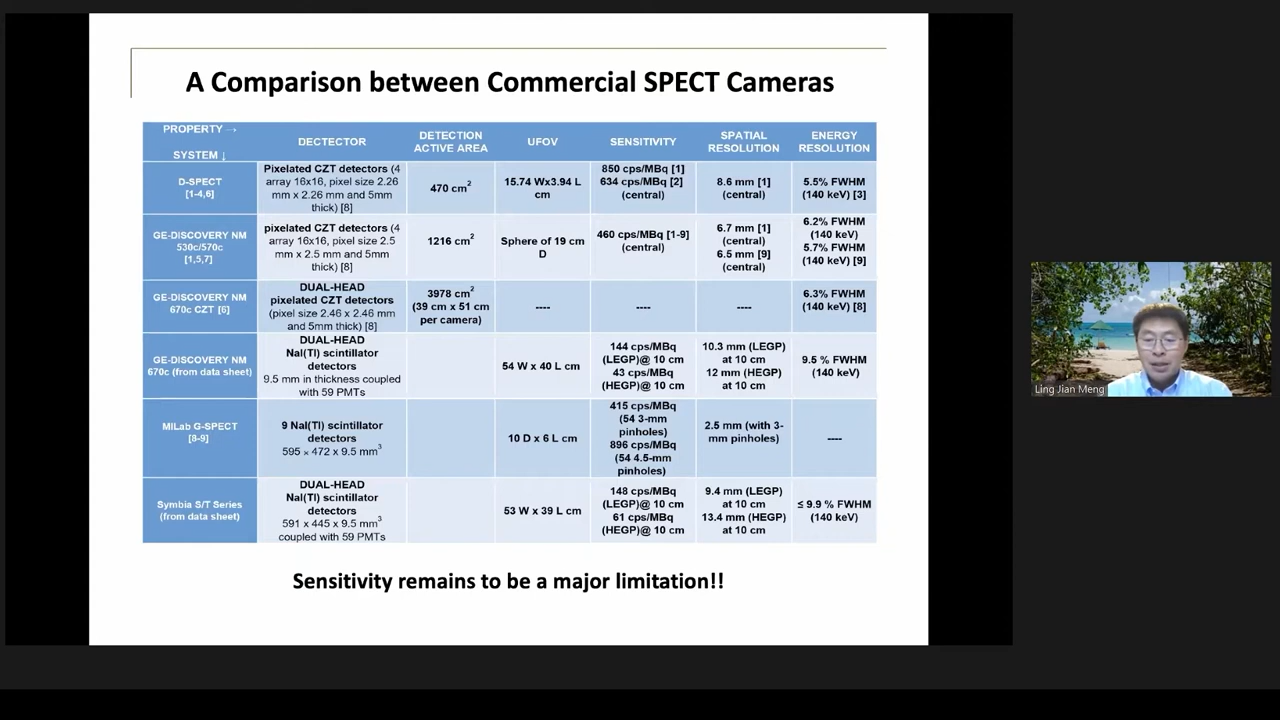 A Comparison between Commercial SPECT Cameras
PROPERTY →
SYSTEM ↓
DECTECTOR
DETECTION
ACTIVE AREA
UFOV
SENSITIVITY
SPATIAL
RESOLUTION
ENERGY
RESOLUTION
D-SPECT
[1-4,6]
Pixelated CZT detectors (4
array 16x16, pixel size 2.26
mm x 2.26 mm and 5mm
thick) [8]
470 cm²
15.74 Wx3.94 L
cm
850 cps/MBq [1]
634 cps/MBq [2]
(central)
8.6 mm [1]
(central)
5.5% FWHM
(140 keV) [3]
GE-DISCOVERY NM
530c/570c
[1,5,7]
pixelated CZT detectors (4
array 16x16, pixel size 2.5
mm x 2.5 mm and 5mm
thick) [8]
1216 cm²
Sphere of 19 cm
D
460 cps/MBq [1-9]
(central)
6.7 mm [1]
(central)
6.5 mm [9]
(central)
6.2% FWHM
(140 keV)
5.7% FWHM
(140 keV) [9]
GE-DISCOVERY NM
670c CZT [6]
DUAL-HEAD
pixelated CZT detectors
(pixel size 2.46 x 2.46 mm
and 5mm thick) [8]
3978 cm²
(39 cm x 51 cm
per camera)
----
----
----
6.3% FWHM
(140 keV) [8]
GE-DISCOVERY NM
670c (from data sheet)
DUAL-HEAD
NaI(Tl) scintillator
detectors
9.5 mm in thickness coupled
with 59 PMTs
54 W x 40 L cm
144 cps/MBq
(LEGP)@ 10 cm
43 cps/MBq
(HEGP)@ 10 cm
10.3 mm (LEGP)
at 10 cm
12 mm (HEGP)
at 10 cm
9.5 % FWHM
(140 keV)
MILab G-SPECT
[8-9]
9 NaI(Tl) scintillator
detectors
595 × 472 x 9.5 mm³
10 D x 6 L cm
415 cps/MBq
(54 3-mm
pinholes)
896 cps/MBq
(54 4.5-mm
pinholes)
2.5 mm (with 3-
mm pinholes)
----
Symbia S/T Series
(from data sheet)
DUAL-HEAD
NaI(Tl) scintillator
detectors
591 x 445 x 9.5 mm³
coupled with 59 PMTs
53 W x 39 L cm
148 cps/MBq
(LEGP)@ 10 cm
61 cps/MBq
(HEGP)@ 10 cm
9.4 mm (LEGP)
at 10 cm
13.4 mm (HEGP)
at 10 cm
≤ 9.9 % FWHM
(140 keV)
Sensitivity remains to be a major limitation!!
Ling Jian Meng